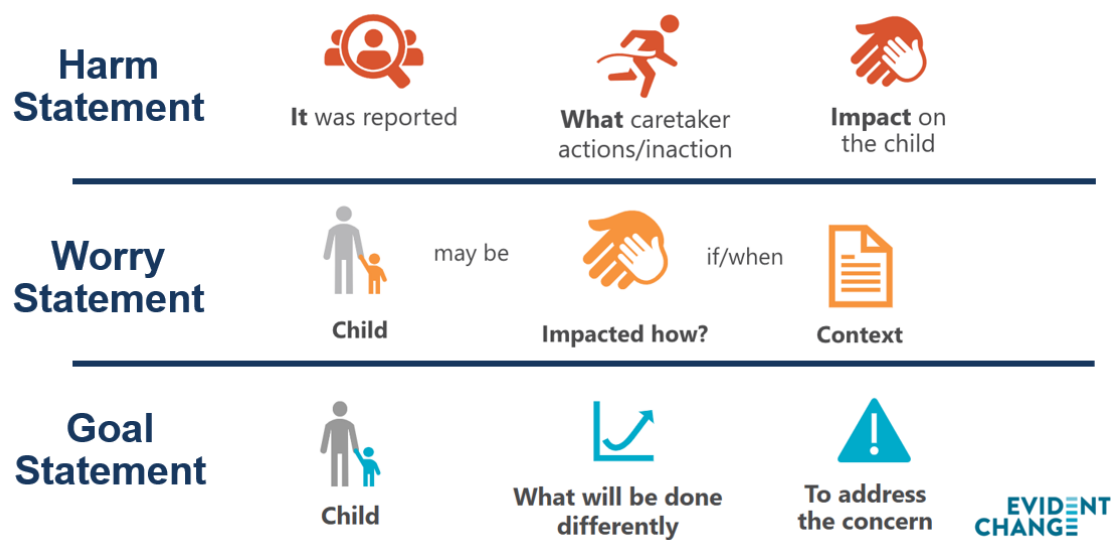 Harm
Statement
It was reported
What caretaker
actions/inaction
Impact on
the child
Worry
Statement
may be
if/when
Child
Impacted how?
Context
Goal
Statement
Child
What will be done
differently
To address
the concern
EVIDENT
CHANGE